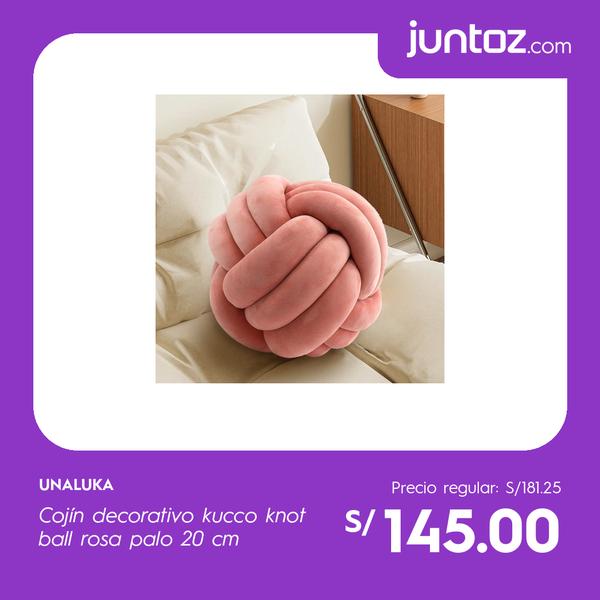 juntoz.com
UNALUKA
Cojín decorativo kucco knot
ball rosa palo 20 cm
Precio regular: S/181.25
S/145.00